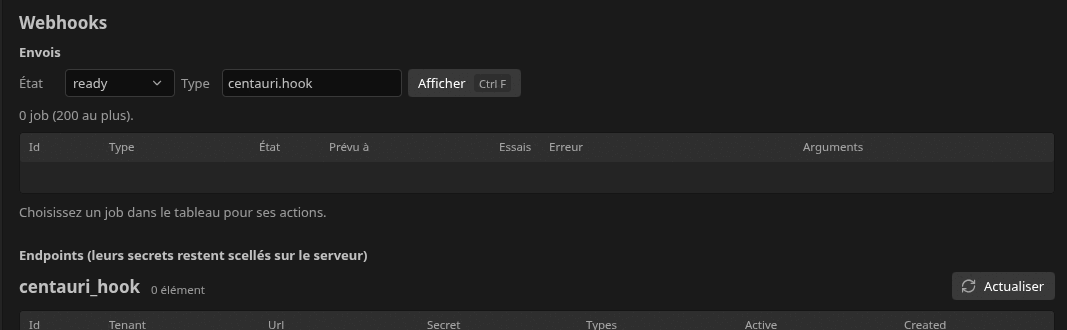 Webhooks
Envois
État ready Type centauri.hook Afficher Ctrl F
0 job (200 au plus).
Id Type État Prévu à Essais Erreur Arguments
Choisissez un job dans le tableau pour ses actions.
Endpoints (leurs secrets restent scellés sur le serveur)
centauri_hook 0 élément Actualiser
Id Tenant Url Secret Types Active Created